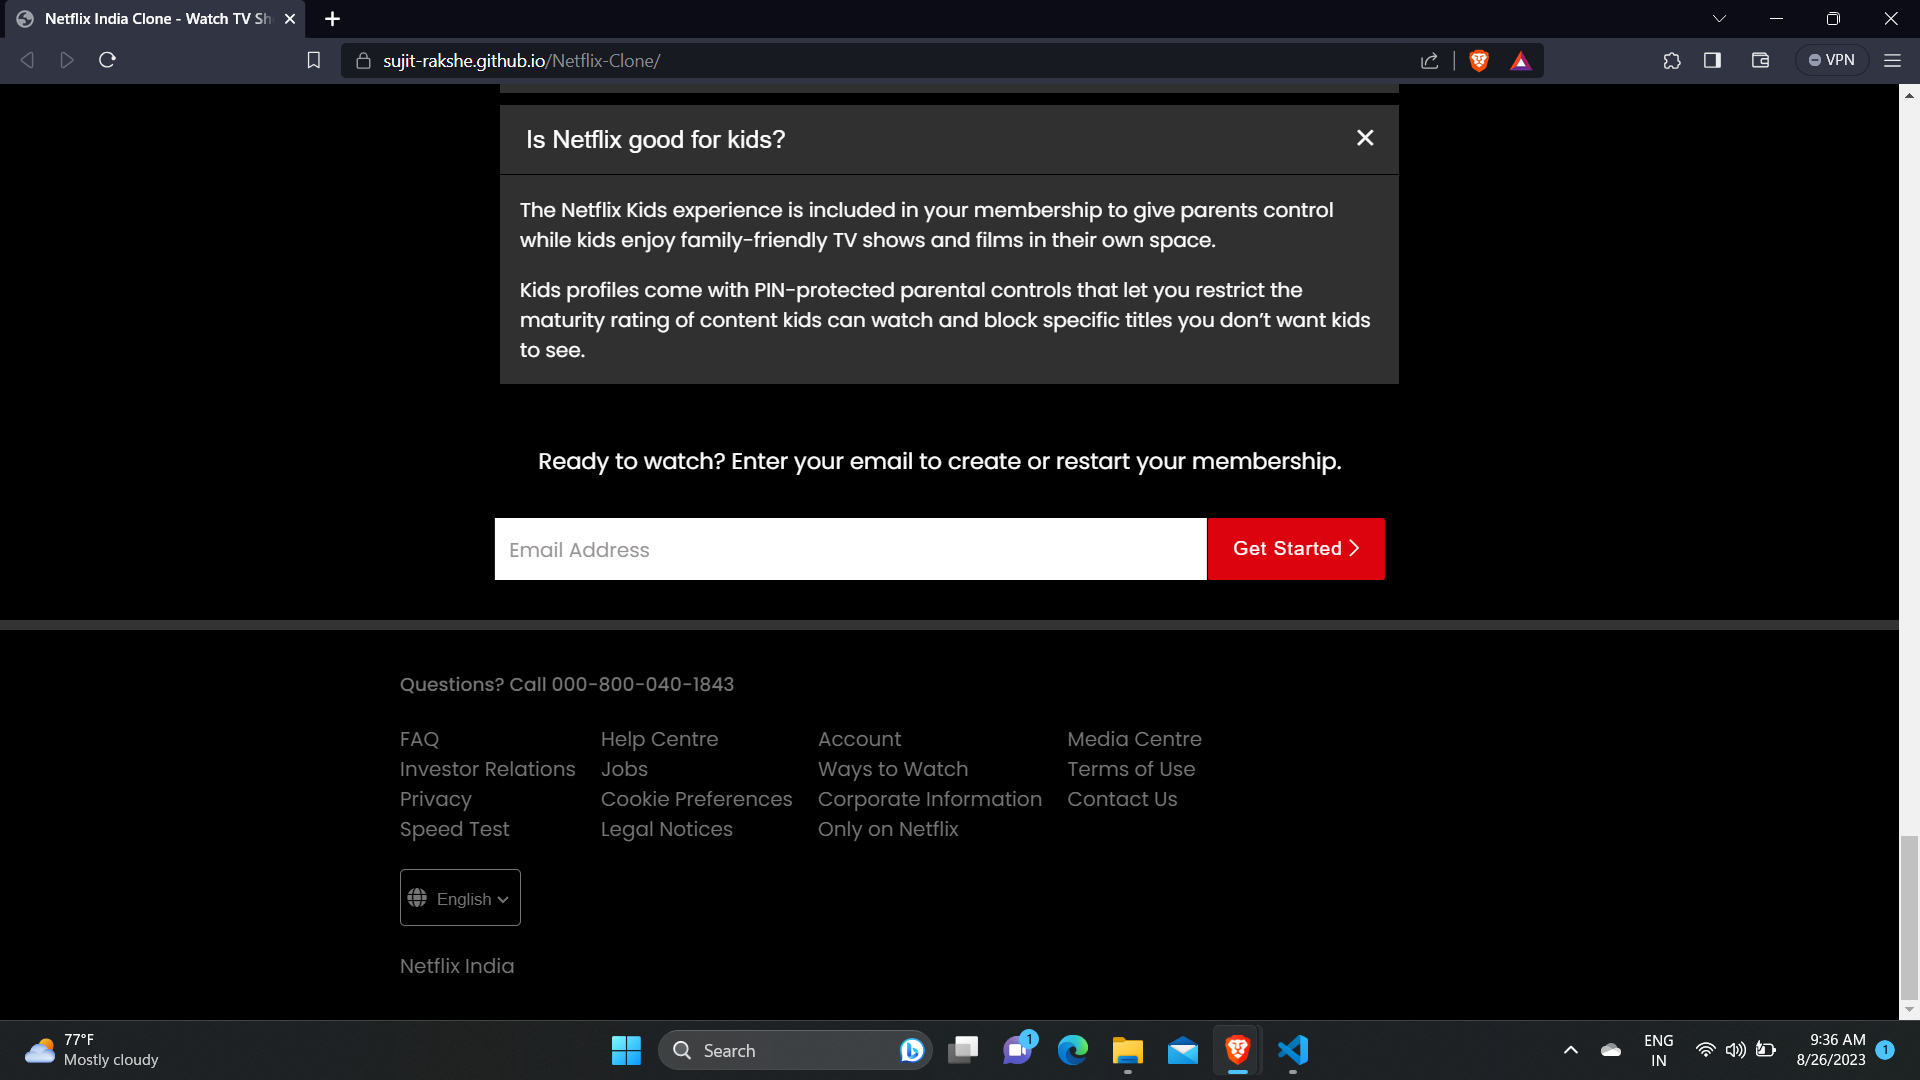 Netflix India Clone - Watch TV Sh
sujit-rakshe.github.io/Netflix-Clone/
VPN
Is Netflix good for kids?
The Netflix Kids experience is included in your membership to give parents control
while kids enjoy family-friendly TV shows and films in their own space.
Kids profiles come with PIN-protected parental controls that let you restrict the
maturity rating of content kids can watch and block specific titles you don’t want kids
to see.
Ready to watch? Enter your email to create or restart your membership.
Email Address
Get Started
Questions? Call 000-800-040-1843
FAQ Help Centre Account Media Centre
Investor Relations Jobs Ways to Watch Terms of Use
Privacy Cookie Preferences Corporate Information Contact Us
Speed Test Legal Notices Only on Netflix
English
Netflix India
77°F
Mostly cloudy
Search
1
ENG
IN
9:36 AM
8/26/2023
1